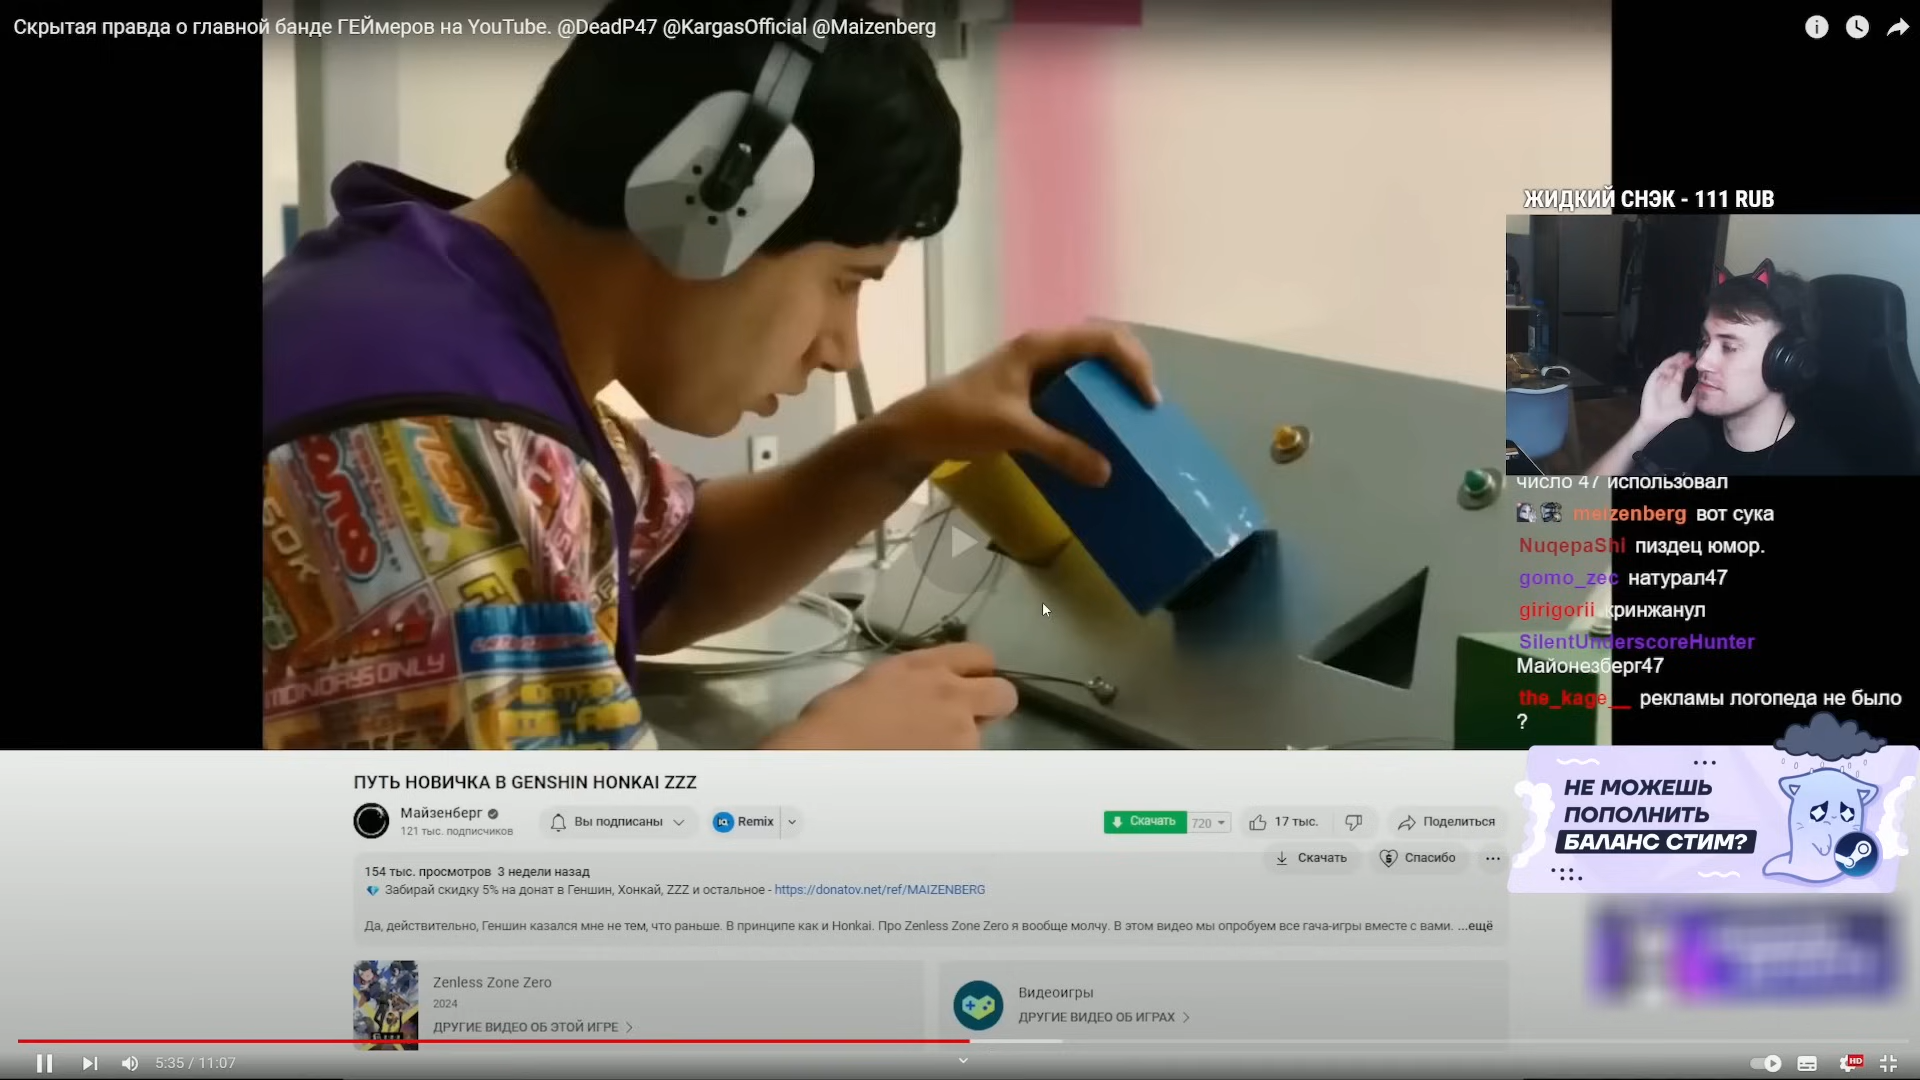 Скрытая правда о главной банде ГЕЙмеров на YouTube. @DeadP47 @KargasOfficial @Maizenberg
ЖИДКИЙ СНЭК - 111 RUB
число 47 использовал
meizenberg вот сука
NuqepaShi пиздец юмор.
gomo_zec натурал47
girigorii кринжанул
SilentUnderscoreHunter
Майонезберг47
the_kage__ рекламы логопеда не было
?
MONDAYS ONLY
НЕ МОЖЕШЬ
ПОПОЛНИТЬ
БАЛАНС СТИМ?
ПУТЬ НОВИЧКА В GENSHIN HONKAI ZZZ
Майзенберг
121 тыс. подписчиков
Вы подписаны
Remix
Скачать 720
17 тыс.
Поделиться
Скачать
Спасибо
154 тыс. просмотров 3 недели назад
Забирай скидку 5% на донат в Геншин, Хонкай, ZZZ и остальное - https://donatov.net/ref/MAIZENBERG
Да, действительно, Геншин казался мне не тем, что раньше. В принципе как и Honkai. Про Zenless Zone Zero я вообще молчу. В этом видео мы опробуем все гача-игры вместе с вами. ...ещё
Zenless Zone Zero
2024
ДРУГИЕ ВИДЕО ОБ ЭТОЙ ИГРЕ
Видеоигры
ДРУГИЕ ВИДЕО ОБ ИГРАХ
5:35 / 11:07
HD